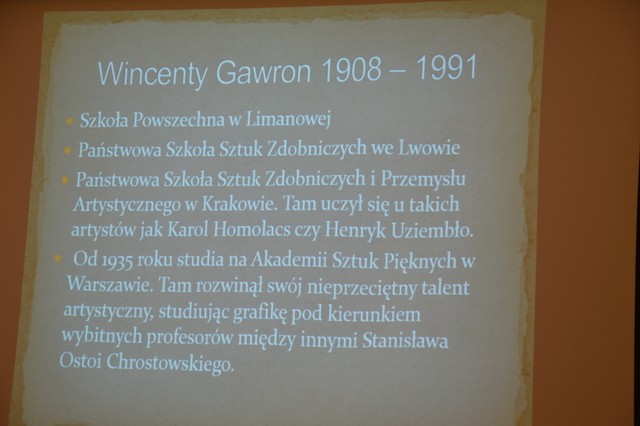 Wincenty Gawron 1908 – 1991
• Szkoła Powszechna w Limanowej
• Państwowa Szkoła Sztuk Zdobniczych we Lwowie
• Państwowa Szkoła Sztuk Zdobniczych i Przemysłu
Artystycznego w Krakowie. Tam uczył się u takich
artystów jak Karol Homolacs czy Henryk Uziembło.
• Od 1935 roku studia na Akademii Sztuk Pięknych w
Warszawie. Tam rozwinął swój nieprzeciętny talent
artystyczny, studiując grafikę pod kierunkiem
wybitnych profesorów między innymi Stanisława
Ostoi Chrostowskiego.